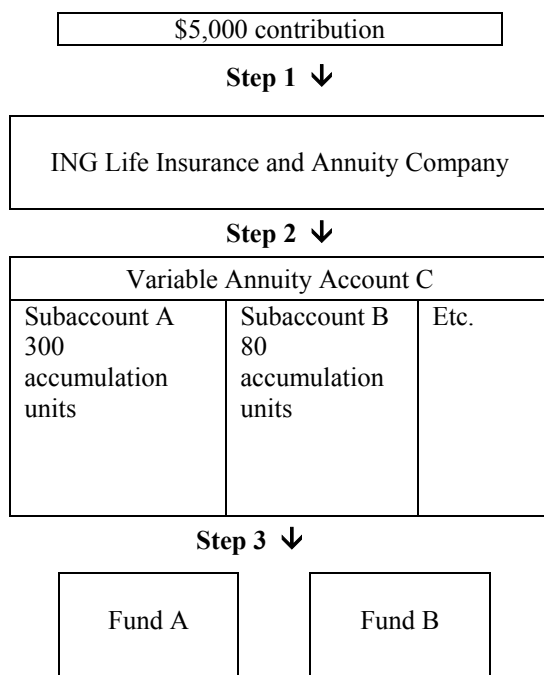 $5,000 contribution
Step 1 ↓
ING Life Insurance and Annuity Company
Step 2 ↓
Variable Annuity Account C
Subaccount A
300
accumulation
units
Subaccount B
80
accumulation
units
Etc.
Step 3 ↓
Fund A
Fund B